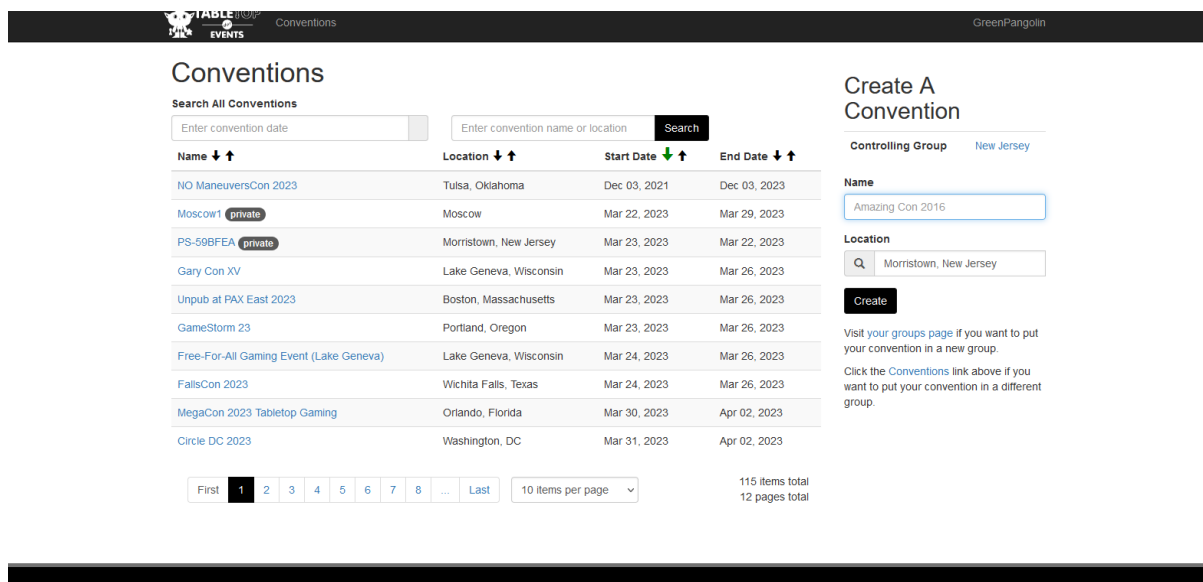 TABLETOP
EVENTS
Conventions
GreenPangolin
Conventions
Search All Conventions
Enter convention date
Enter convention name or location
Search
Name Location Start Date End Date
NO ManeuversCon 2023 Tulsa, Oklahoma Dec 03, 2021 Dec 03, 2023
Moscow1 private Moscow Mar 22, 2023 Mar 29, 2023
PS-59BFEA private Morristown, New Jersey Mar 23, 2023 Mar 22, 2023
Gary Con XV Lake Geneva, Wisconsin Mar 23, 2023 Mar 26, 2023
Unpub at PAX East 2023 Boston, Massachusetts Mar 23, 2023 Mar 26, 2023
GameStorm 23 Portland, Oregon Mar 23, 2023 Mar 26, 2023
Free-For-All Gaming Event (Lake Geneva) Lake Geneva, Wisconsin Mar 24, 2023 Mar 26, 2023
FallsCon 2023 Wichita Falls, Texas Mar 24, 2023 Mar 26, 2023
MegaCon 2023 Tabletop Gaming Orlando, Florida Mar 30, 2023 Apr 02, 2023
Circle DC 2023 Washington, DC Mar 31, 2023 Apr 02, 2023
First 1 2 3 4 5 6 7 8 ... Last
10 items per page
115 items total
12 pages total
Create A
Convention
Controlling Group New Jersey
Name
Amazing Con 2016
Location
Morristown, New Jersey
Create
Visit your groups page if you want to put
your convention in a new group.
Click the Conventions link above if you
want to put your convention in a different
group.